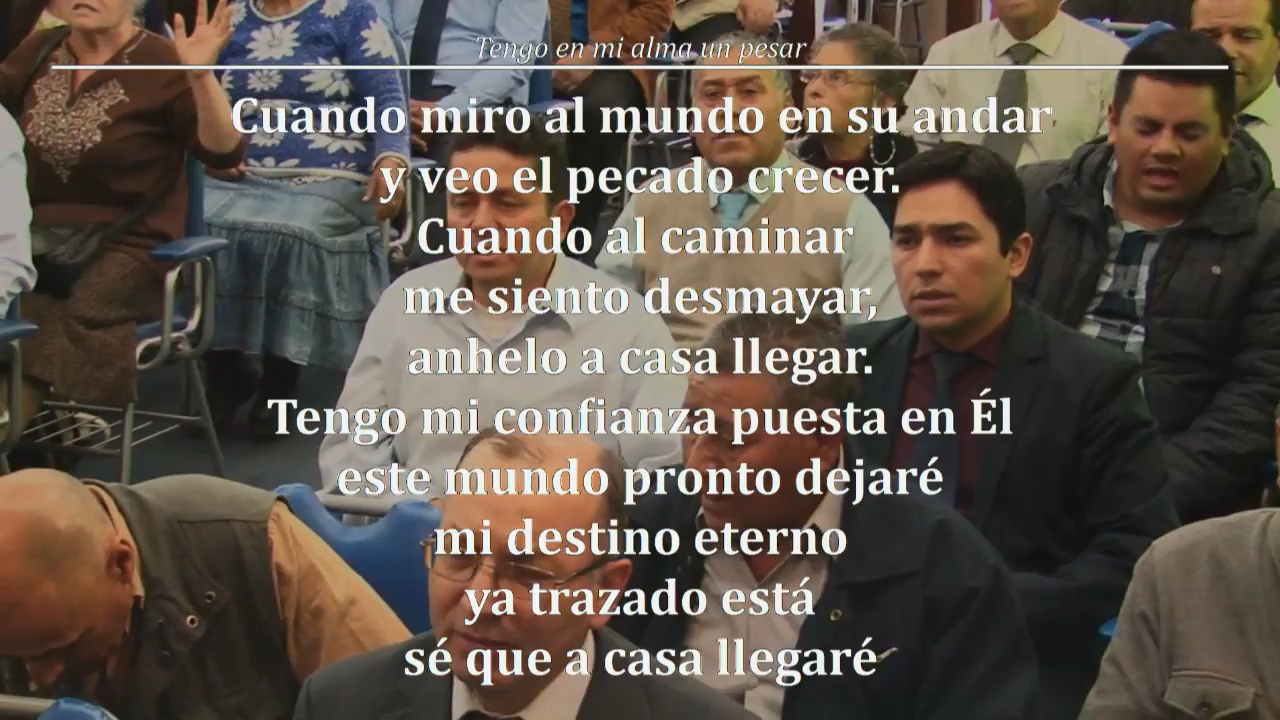 Tengo en mi alma un pesar
Cuando miro al mundo en su andar
y veo el pecado crecer.
Cuando al caminar
me siento desmayar,
anhelo a casa llegar.
Tengo mi confianza puesta en Él
este mundo pronto dejaré
mi destino eterno
ya trazado está
sé que a casa llegaré